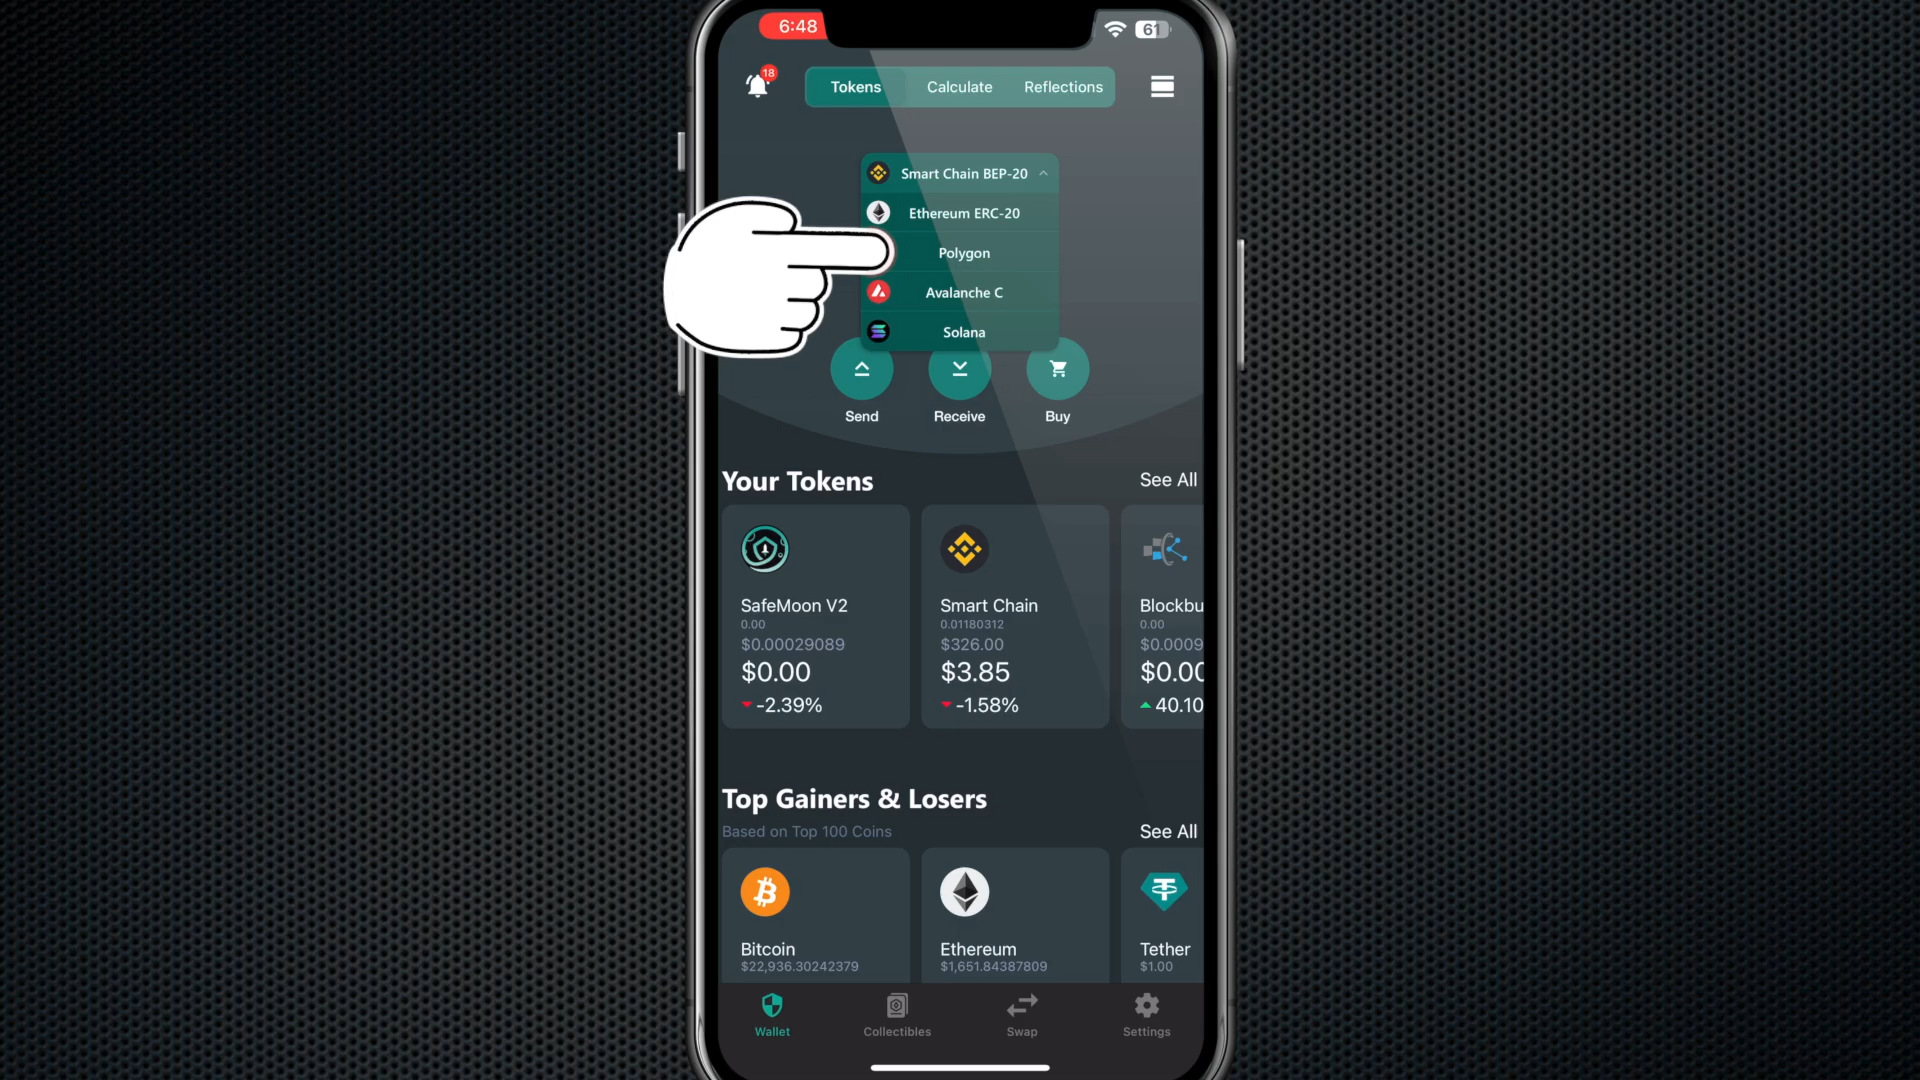 6:48
61
18
Tokens
Calculate
Reflections
Smart Chain BEP-20
Ethereum ERC-20
Polygon
Avalanche C
Solana
Send
Receive
Buy
Your Tokens
See All
SafeMoon V2
0.00
$0.00029089
$0.00
-2.39%
Smart Chain
0.01180312
$326.00
$3.85
-1.58%
Blockbu
0.00
$0.0009
$0.00
40.10
Top Gainers & Losers
Based on Top 100 Coins
See All
Bitcoin
$22,936.30242379
Ethereum
$1,651.84387809
Tether
$1.00
Wallet
Collectibles
Swap
Settings